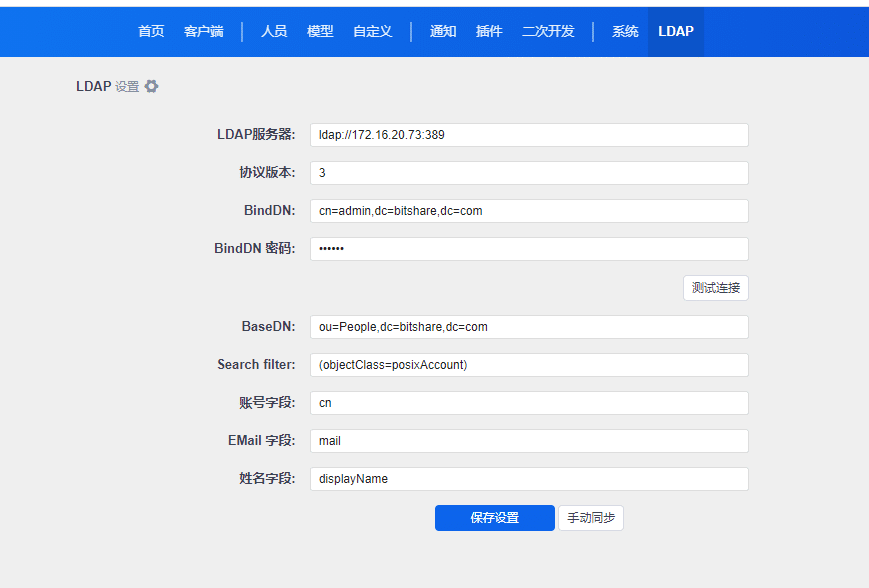 首页 客户端 人员 模型 自定义 通知 插件 二次开发 系统 LDAP
LDAP 设置
LDAP服务器: ldap://172.16.20.73:389
协议版本: 3
BindDN: cn=admin,dc=bitshare,dc=com
BindDN 密码: ••••••
测试连接
BaseDN: ou=People,dc=bitshare,dc=com
Search filter: (objectClass=posixAccount)
账号字段: cn
EMail 字段: mail
姓名字段: displayName
保存设置 手动同步